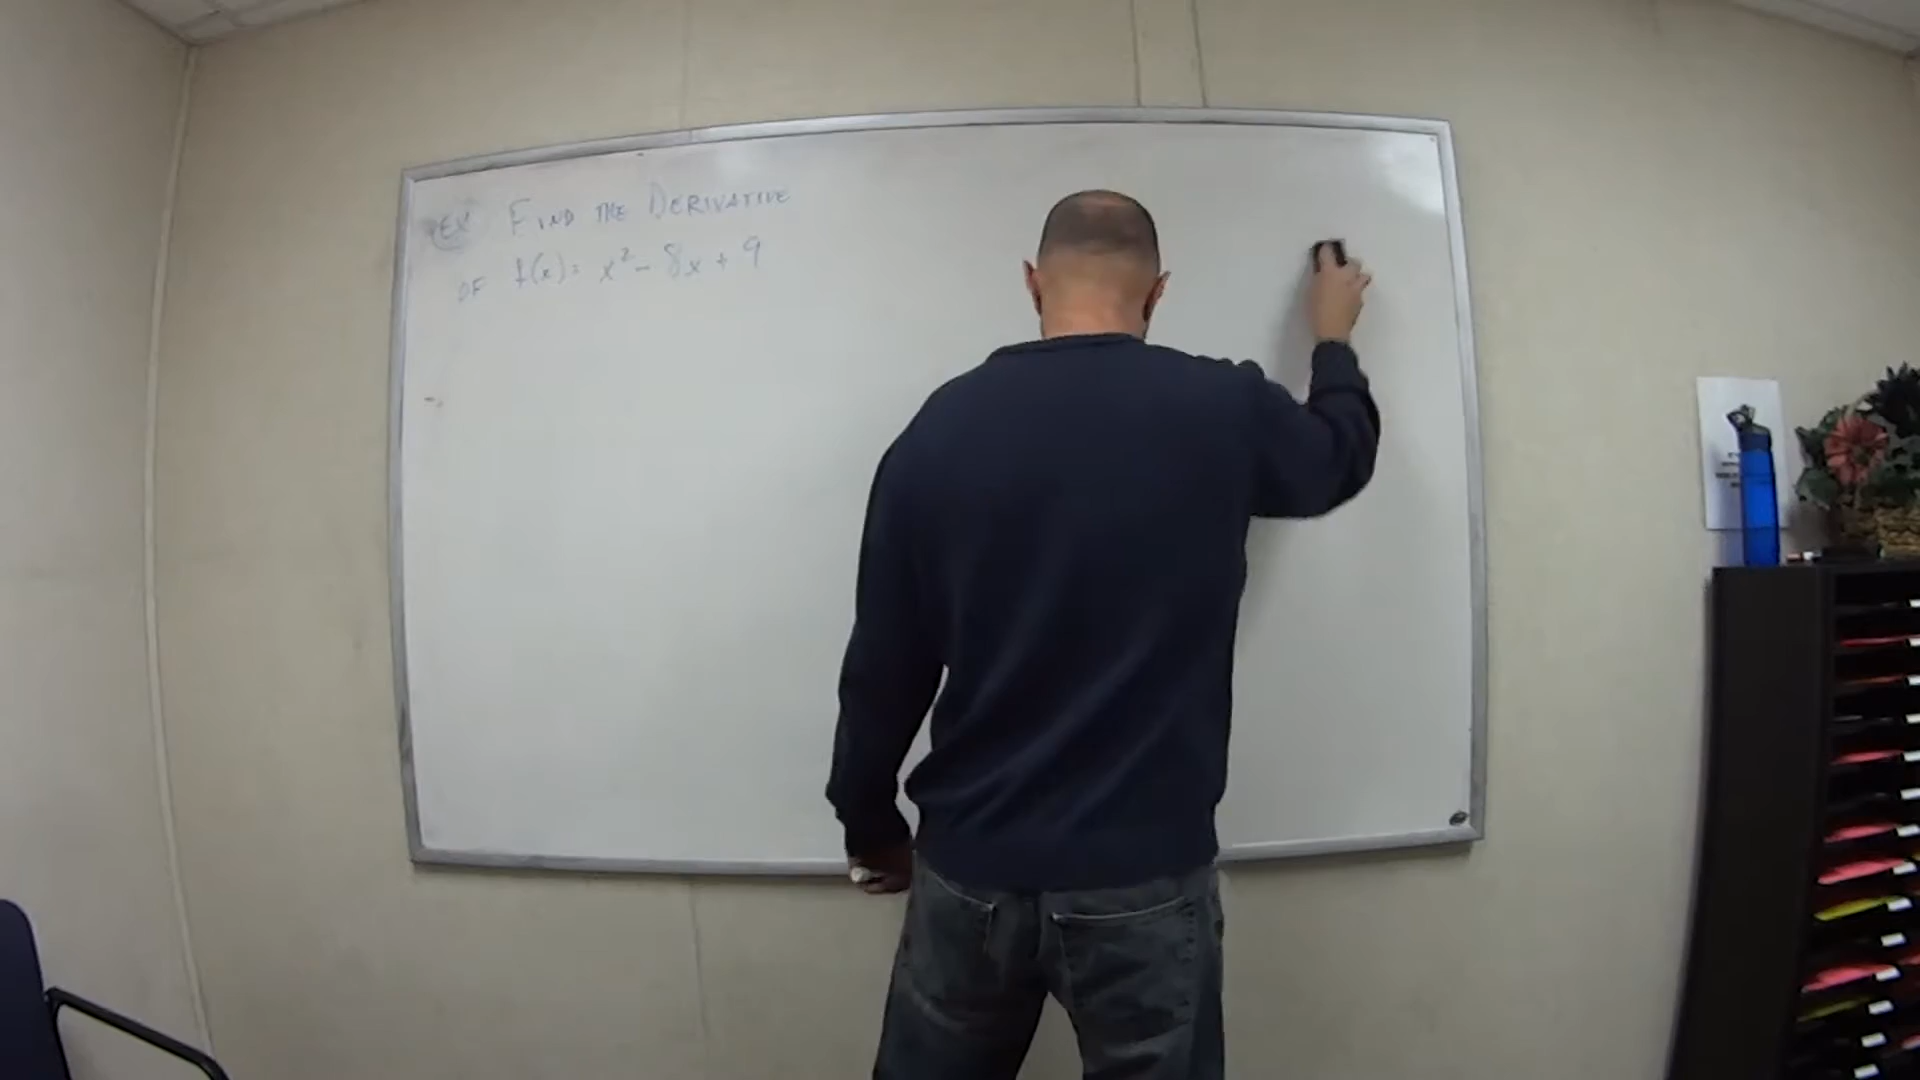 EX FIND THE DERIVATIVE
OF f(x) = x² - 8x + 9